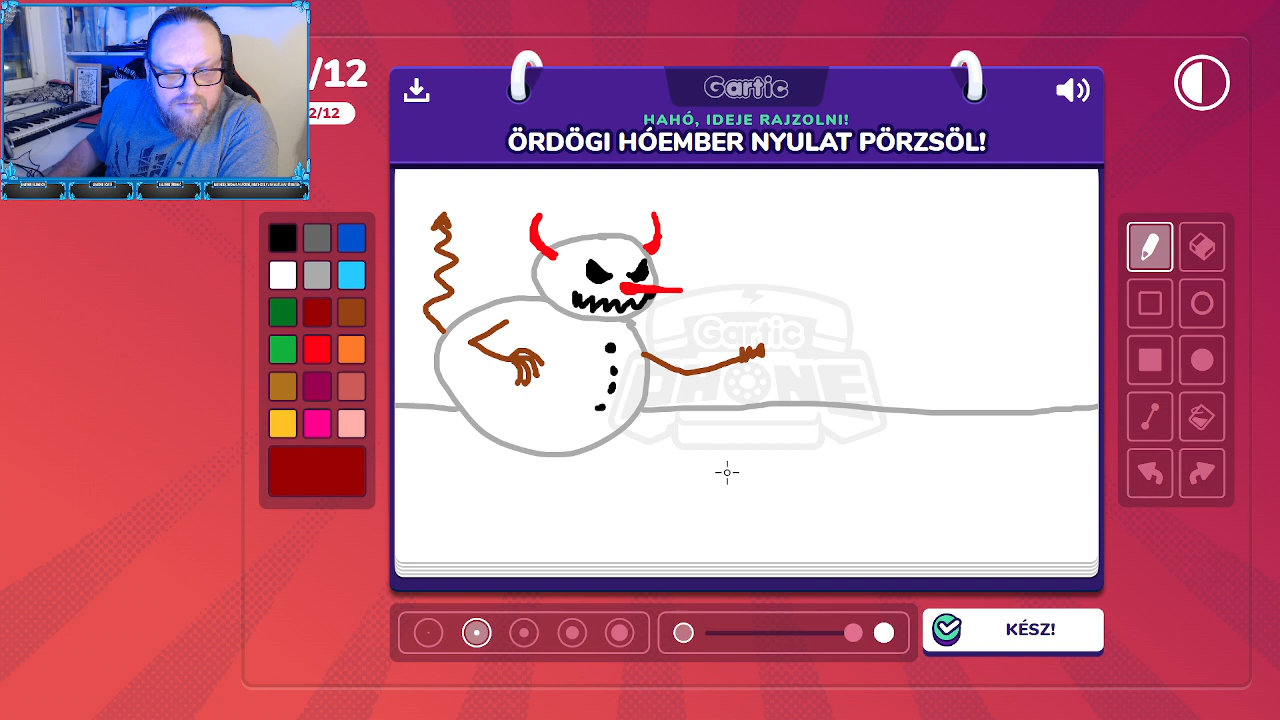 /12
2/12
Gartic
HAHÓ, IDEJE RAJZOLNI!
ÖRDÖGI HÓEMBER NYULAT PÖRZSÖL!
Gartic
PHONE
KÉSZ!